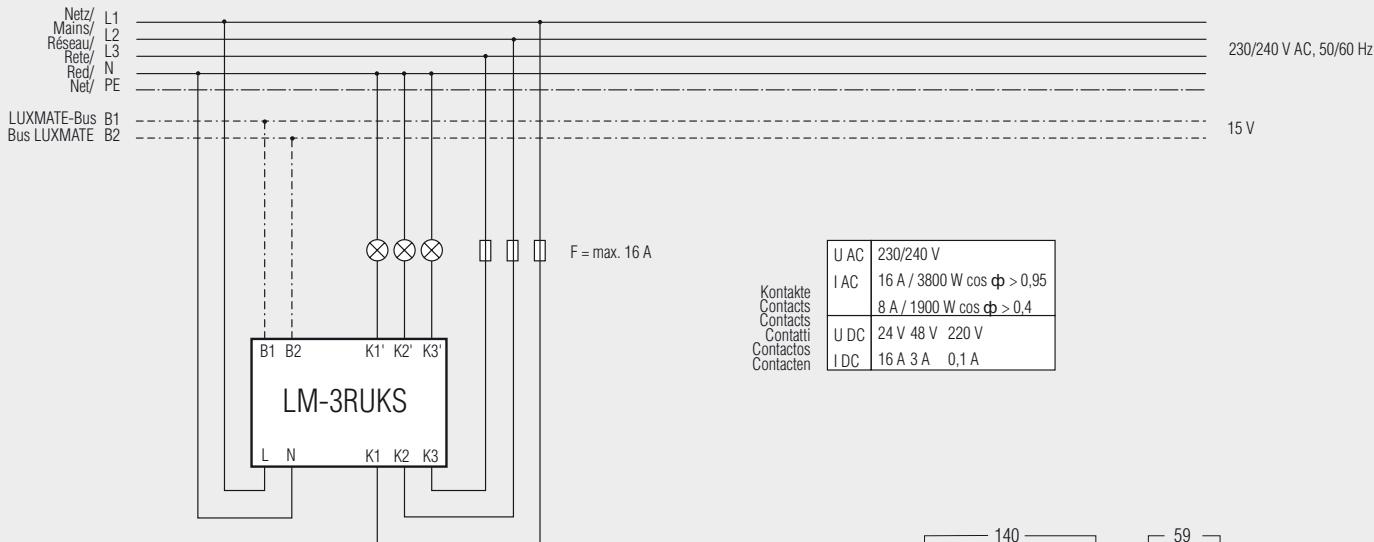 Netz/ L1
Mains/ L2
Réseau/ L3
Rete/ N
Red/ PE
Net/
230/240 V AC, 50/60 Hz
LUXMATE-Bus B1
Bus LUXMATE B2
15 V
F = max. 16 A
Kontakte
Contacts
Contacts
Contatti
Contactos
Contacten
U AC 230/240 V
I AC 16 A / 3800 W cos φ > 0,95
8 A / 1900 W cos φ > 0,4
U DC 24 V 48 V 220 V
I DC 16 A 3 A 0,1 A
B1 B2 K1' K2' K3'
LM-3RUKS
L N K1 K2 K3
140 59